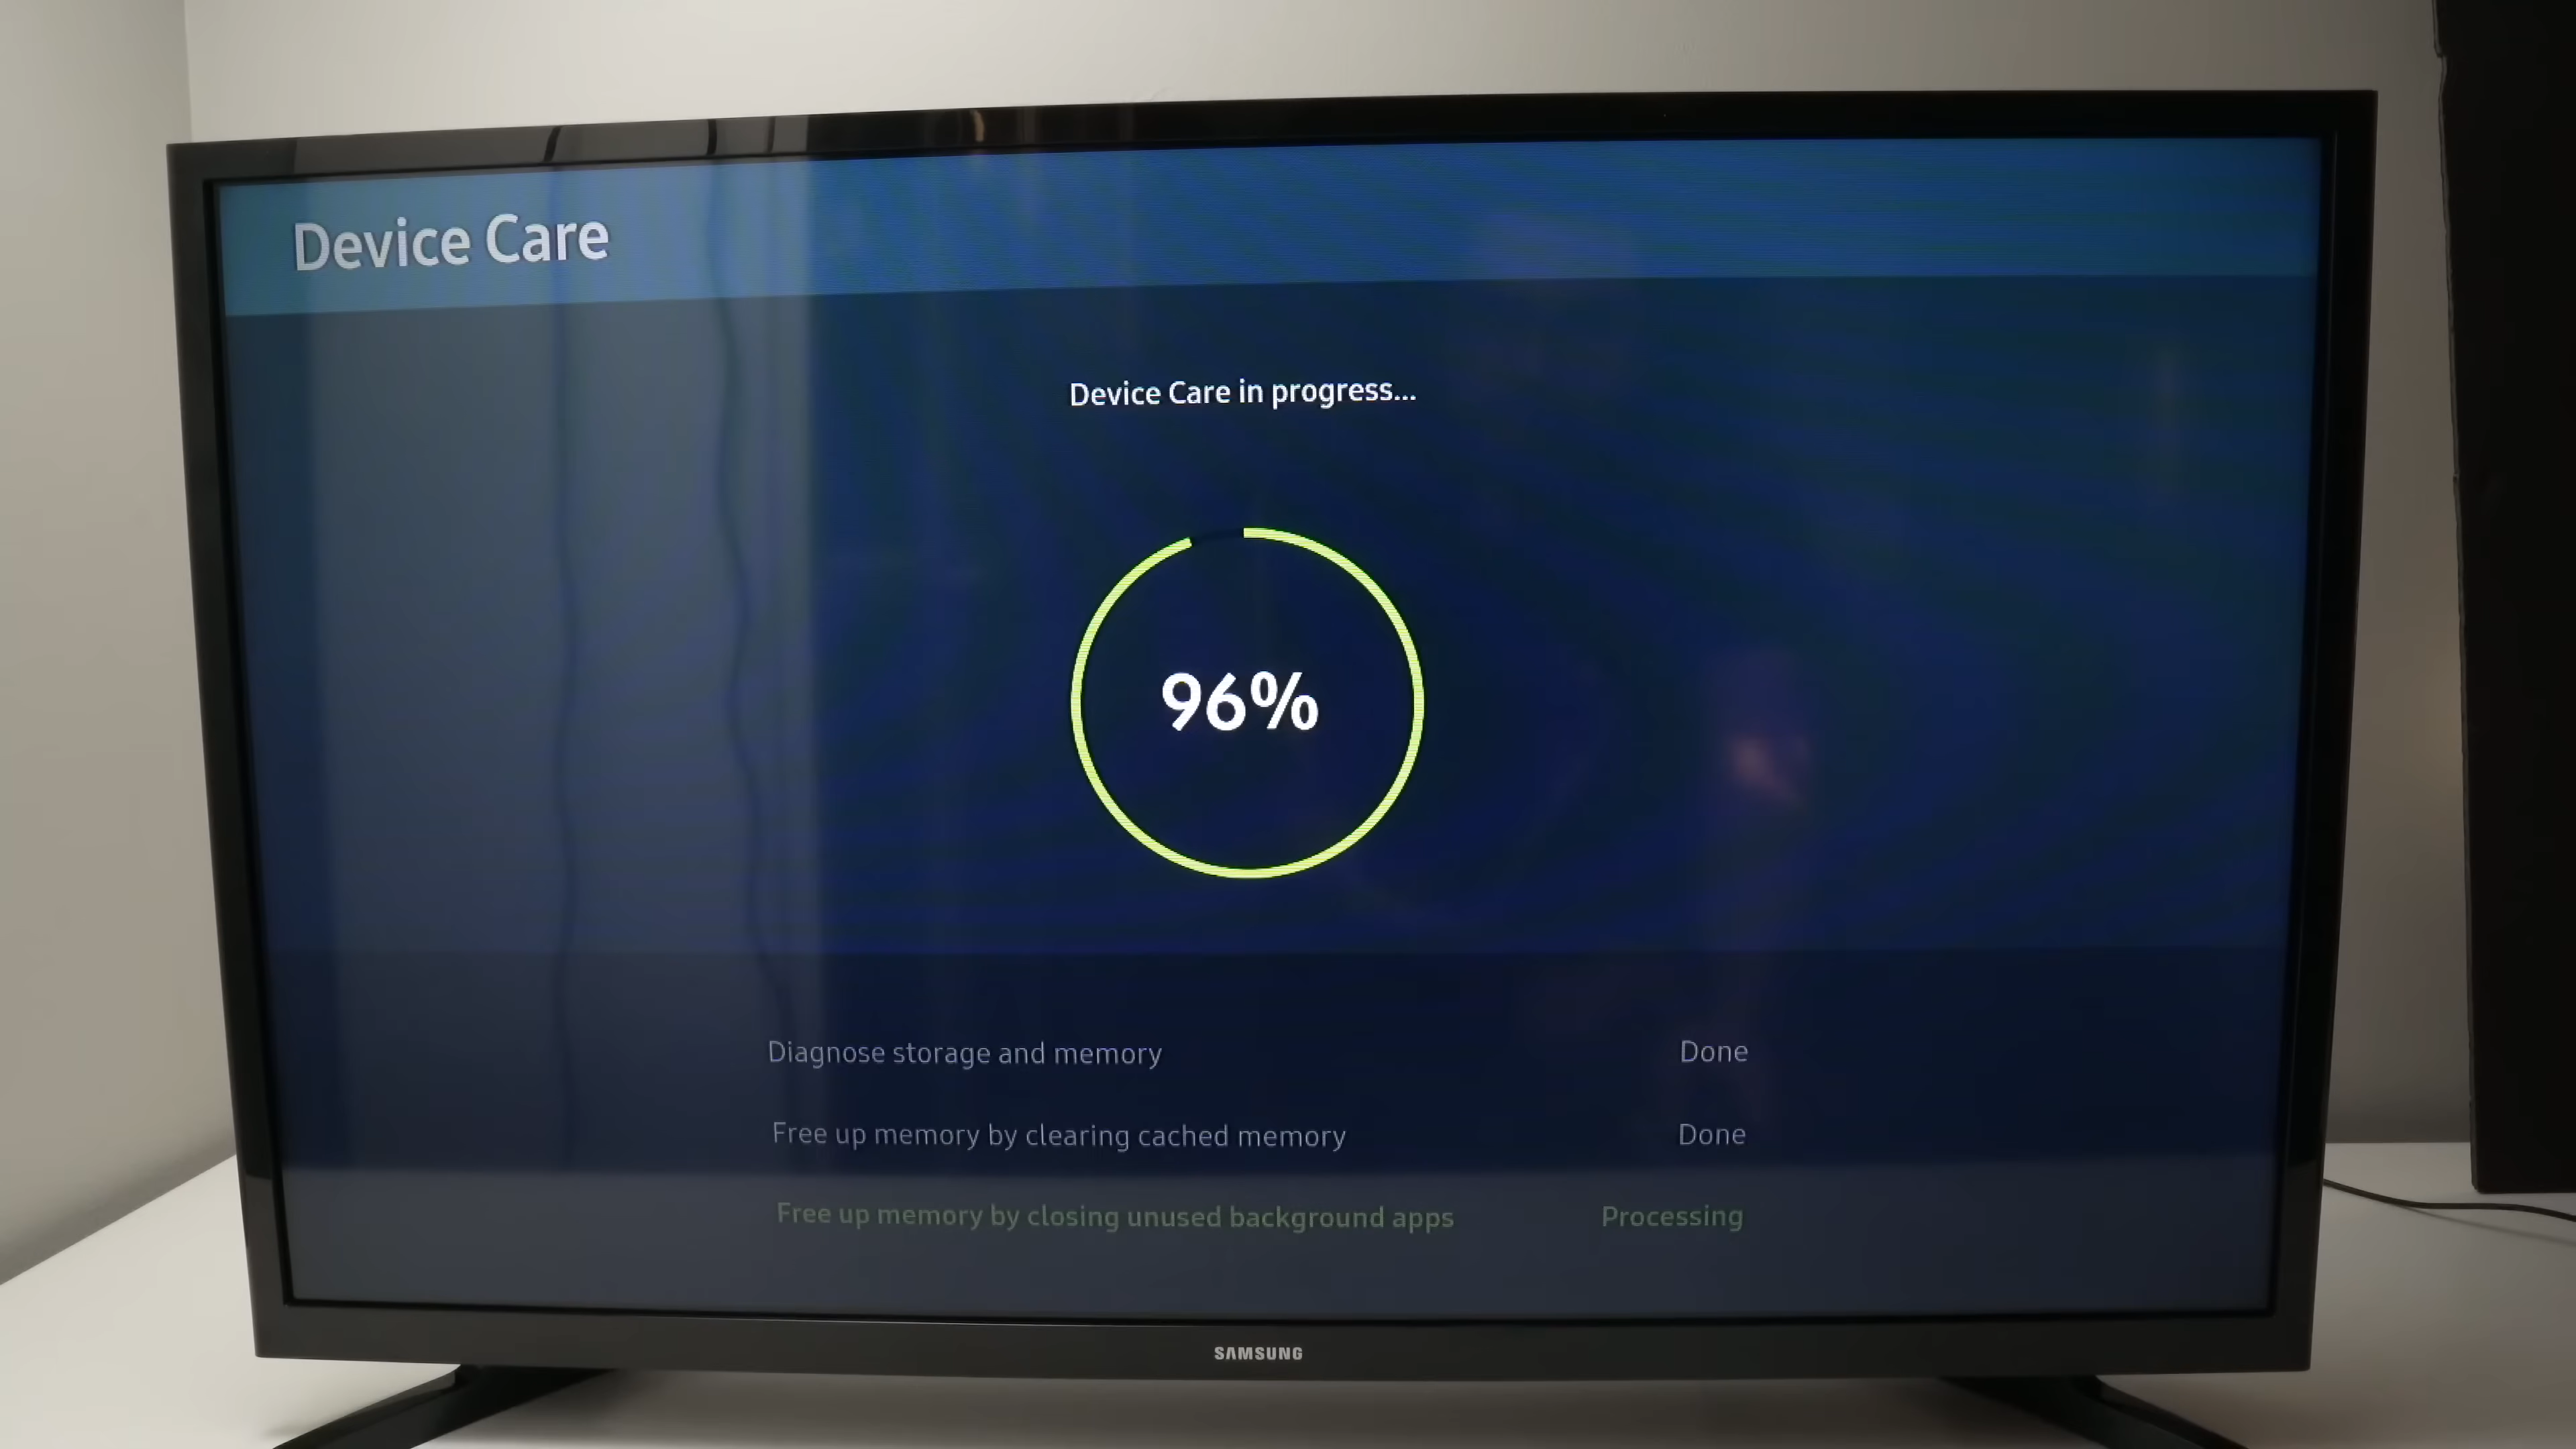 Device Care
Device Care in progress...
96%
Diagnose storage and memory Done
Free up memory by clearing cached memory Done
Free up memory by closing unused background apps Processing
SAMSUNG